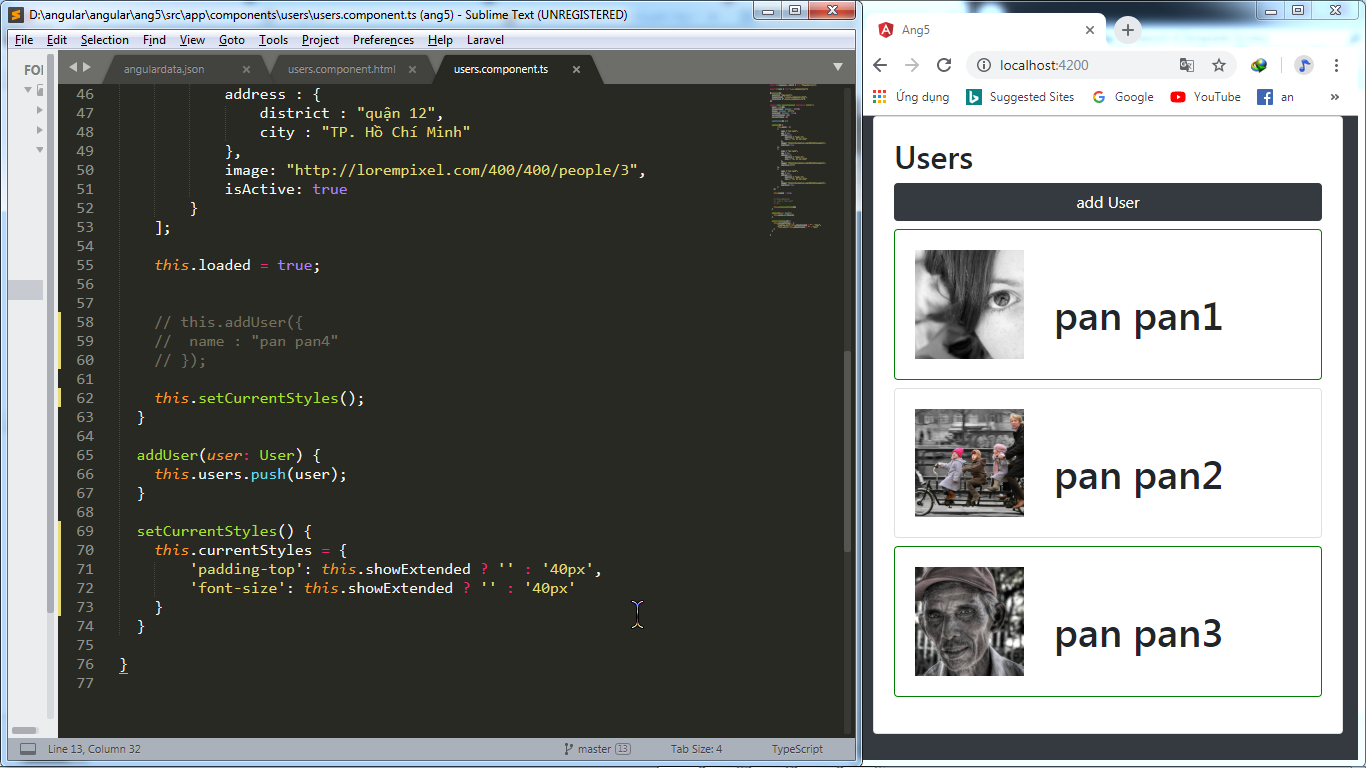 D:\angular\angular\ang5\src\app\components\users\users.component.ts (ang5) - Sublime Text (UNREGISTERED)
File Edit Selection Find View Goto Tools Project Preferences Help Laravel
FOI
angulardata.json
users.component.html
users.component.ts
46 address : {
47 district : "quận 12",
48 city : "TP. Hồ Chí Minh"
49 },
50 image: "http://lorempixel.com/400/400/people/3",
51 isActive: true
52 }
53 ];
54
55 this.loaded = true;
56
57
58 // this.addUser({
59 //  name : "pan pan4"
60 // });
61
62 this.setCurrentStyles();
63 }
64
65 addUser(user: User) {
66 this.users.push(user);
67 }
68
69 setCurrentStyles() {
70 this.currentStyles = {
71 'padding-top': this.showExtended ? '' : '40px',
72 'font-size': this.showExtended ? '' : '40px'
73 }
74 }
75
76 }
77
Line 13, Column 32
master 13
Tab Size: 4
TypeScript
Ang5
localhost:4200
Ứng dụng
Suggested Sites
Google
YouTube
an
Users
add User
pan pan1
pan pan2
pan pan3